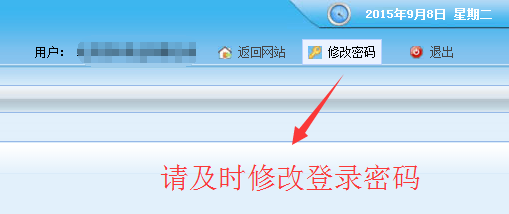 2015年9月8日 星期二
用户： 返回网站 修改密码 退出
请及时修改登录密码